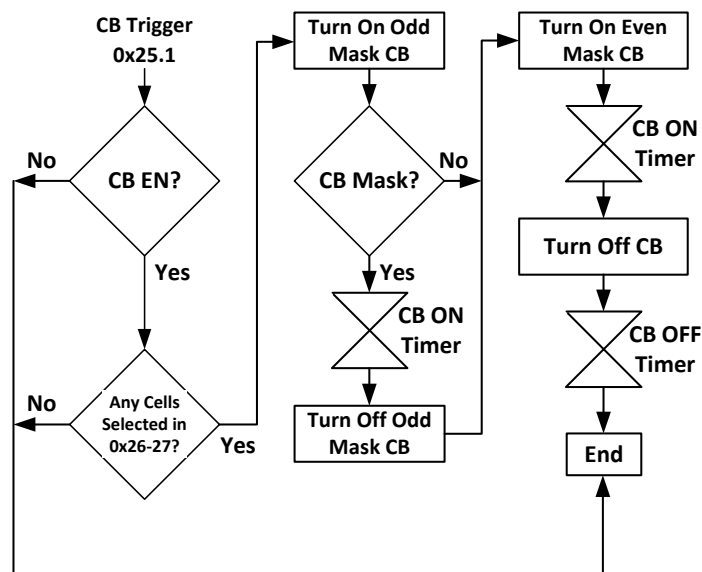 CB Trigger
0x25.1
CB EN?
No
Yes
Any Cells
Selected in
0x26-27?
No
Yes
Turn On Odd
Mask CB
CB Mask?
No
Yes
CB ON
Timer
Turn Off Odd
Mask CB
Turn On Even
Mask CB
CB ON
Timer
Turn Off CB
CB OFF
Timer
End